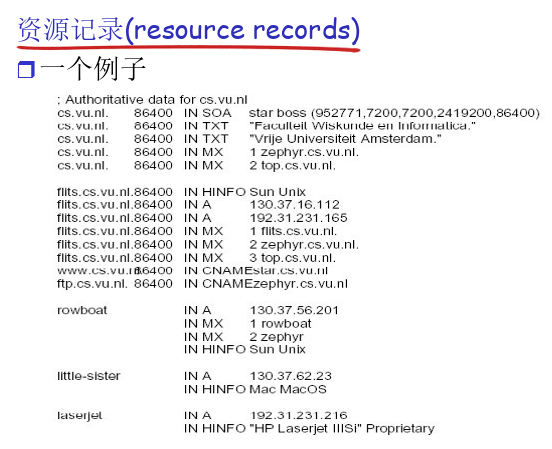 资源记录(resource records)
一个例子
; Authoritative data for cs.vu.nl
cs.vu.nl. 86400 IN SOA star boss (952771,7200,7200,2419200,86400)
cs.vu.nl. 86400 IN TXT "Faculteit Wiskunde en Informatica."
cs.vu.nl. 86400 IN TXT "Vrije Universiteit Amsterdam."
cs.vu.nl. 86400 IN MX 1 zephyr.cs.vu.nl.
cs.vu.nl. 86400 IN MX 2 top.cs.vu.nl.
flits.cs.vu.nl. 86400 IN HINFO Sun Unix
flits.cs.vu.nl. 86400 IN A 130.37.16.112
flits.cs.vu.nl. 86400 IN A 192.31.231.165
flits.cs.vu.nl. 86400 IN MX 1 flits.cs.vu.nl.
flits.cs.vu.nl. 86400 IN MX 2 zephyr.cs.vu.nl.
flits.cs.vu.nl. 86400 IN MX 3 top.cs.vu.nl.
www.cs.vu.nl. 86400 IN CNAME star.cs.vu.nl
ftp.cs.vu.nl. 86400 IN CNAME zephyr.cs.vu.nl
rowboat IN A 130.37.56.201
IN MX 1 rowboat
IN MX 2 zephyr
IN HINFO Sun Unix
little-sister IN A 130.37.62.23
IN HINFO Mac MacOS
laserjet IN A 192.31.231.216
IN HINFO "HP Laserjet IIISi" Proprietary